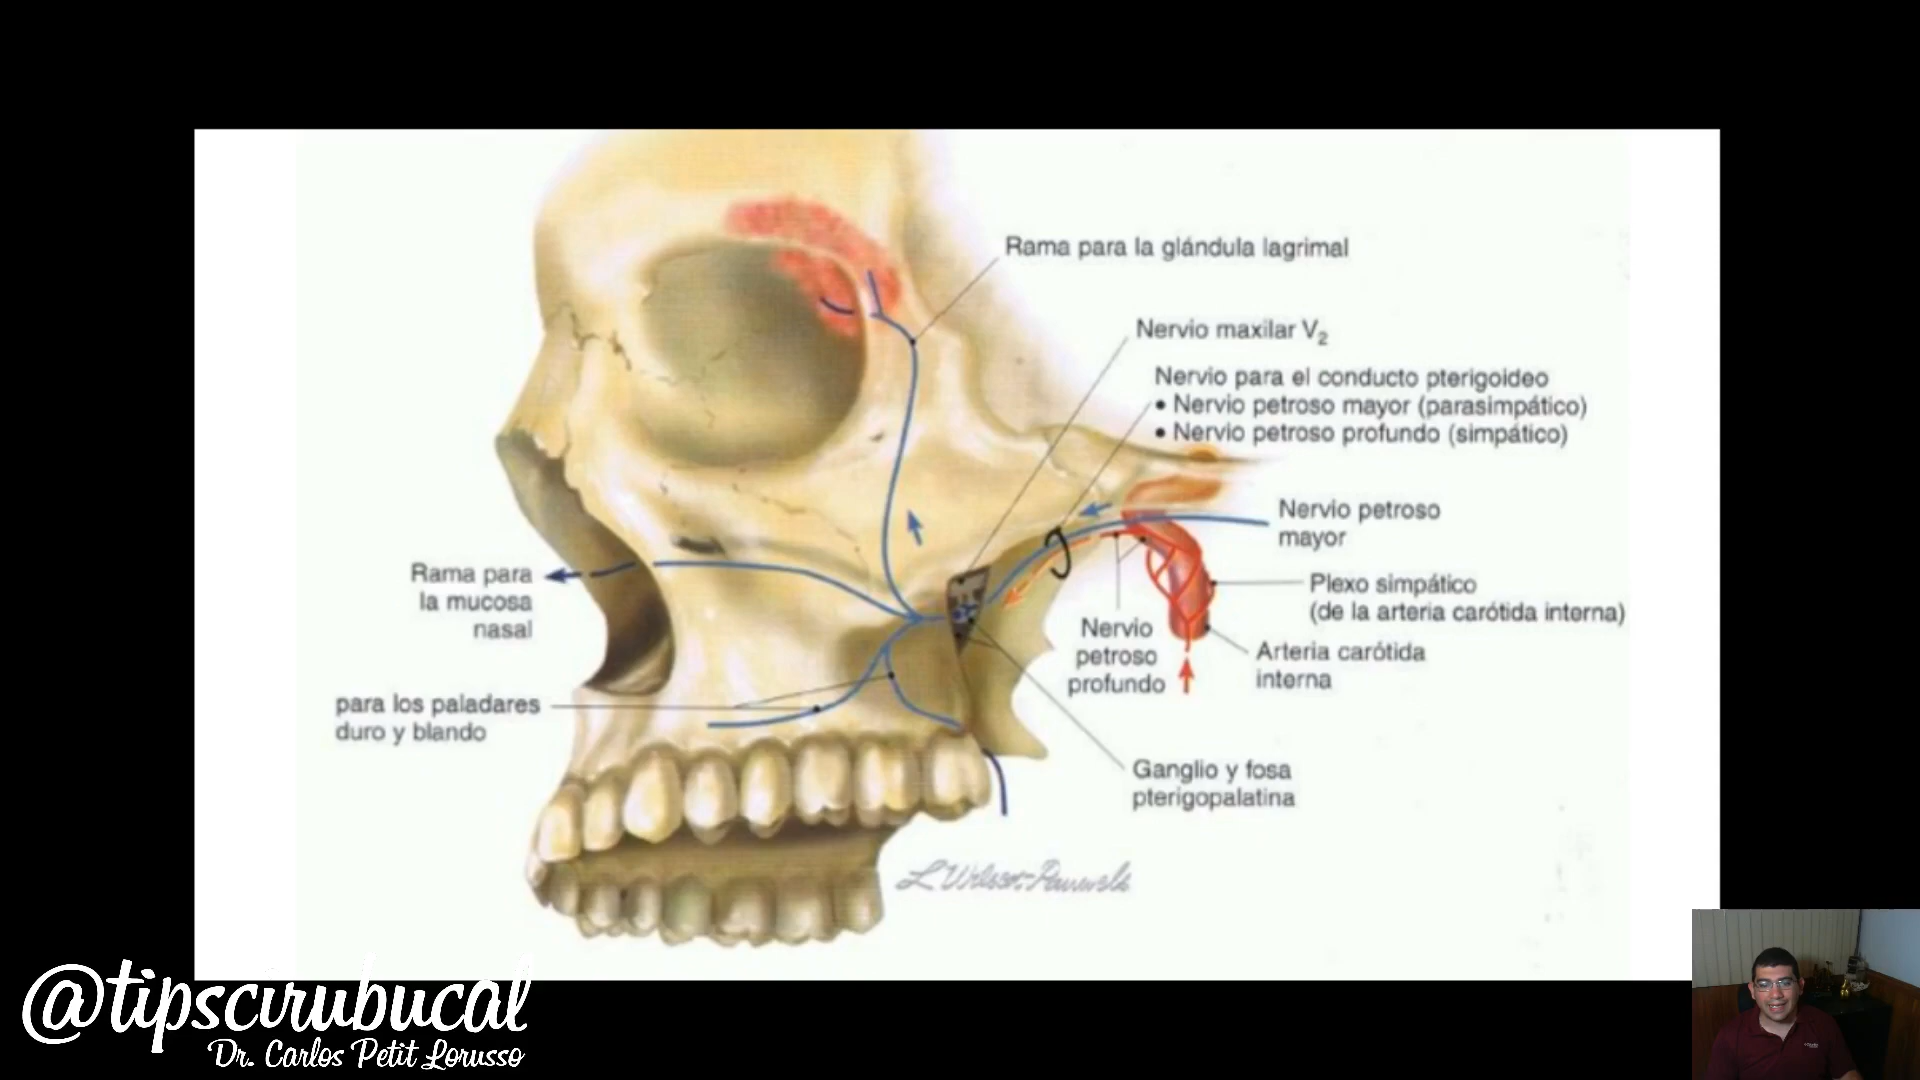 Rama para la glándula lagrimal
Nervio maxilar V₂
Nervio para el conducto pterigoideo
• Nervio petroso mayor (parasimpático)
• Nervio petroso profundo (simpático)
Nervio petroso
mayor
Rama para
la mucosa
nasal
Plexo simpático
(de la arteria carótida interna)
Nervio
petroso
profundo
Arteria carótida
interna
para los paladares
duro y blando
Ganglio y fosa
pterigopalatina
@tipscirubucal
Dr. Carlos Petit Lorusso